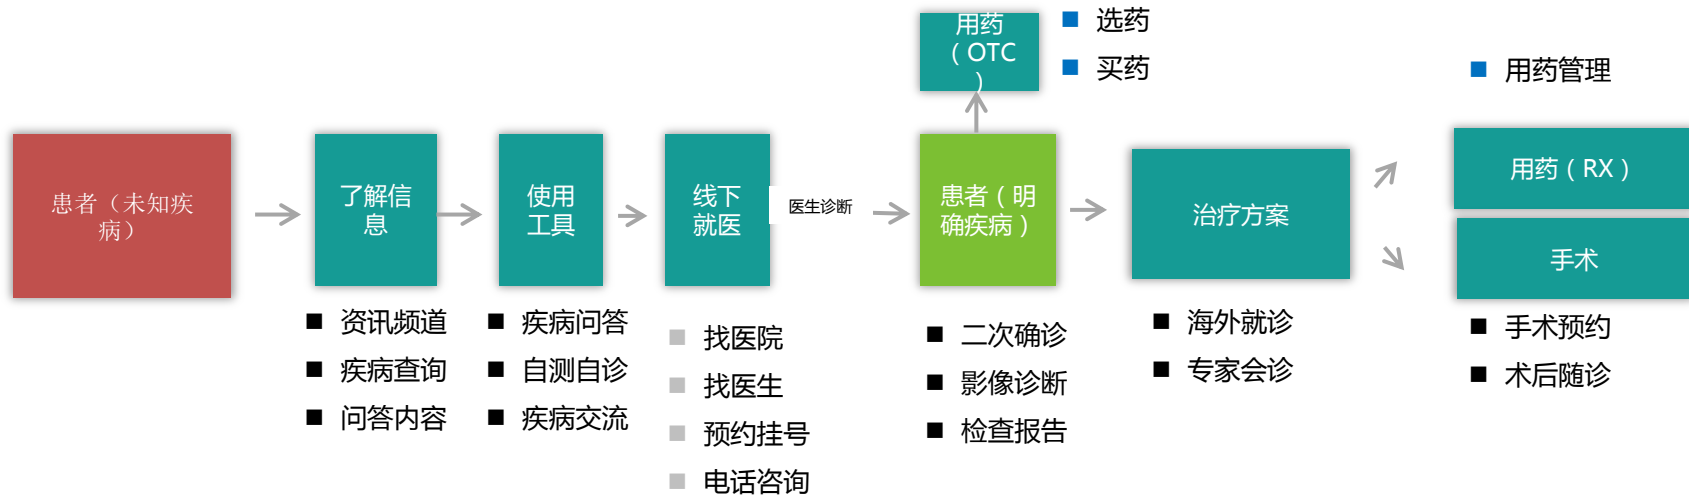 用药
（OTC
）
■ 选药
■ 买药
■ 用药管理
患者（未知疾
病）
了解信
息
使用
工具
线下
就医
医生诊断
患者（明
确疾病）
治疗方案
用药（RX）
手术
■ 资讯频道
■ 疾病查询
■ 问答内容
■ 疾病问答
■ 自测自诊
■ 疾病交流
■ 找医院
■ 找医生
■ 预约挂号
■ 电话咨询
■ 二次确诊
■ 影像诊断
■ 检查报告
■ 海外就诊
■ 专家会诊
■ 手术预约
■ 术后随诊